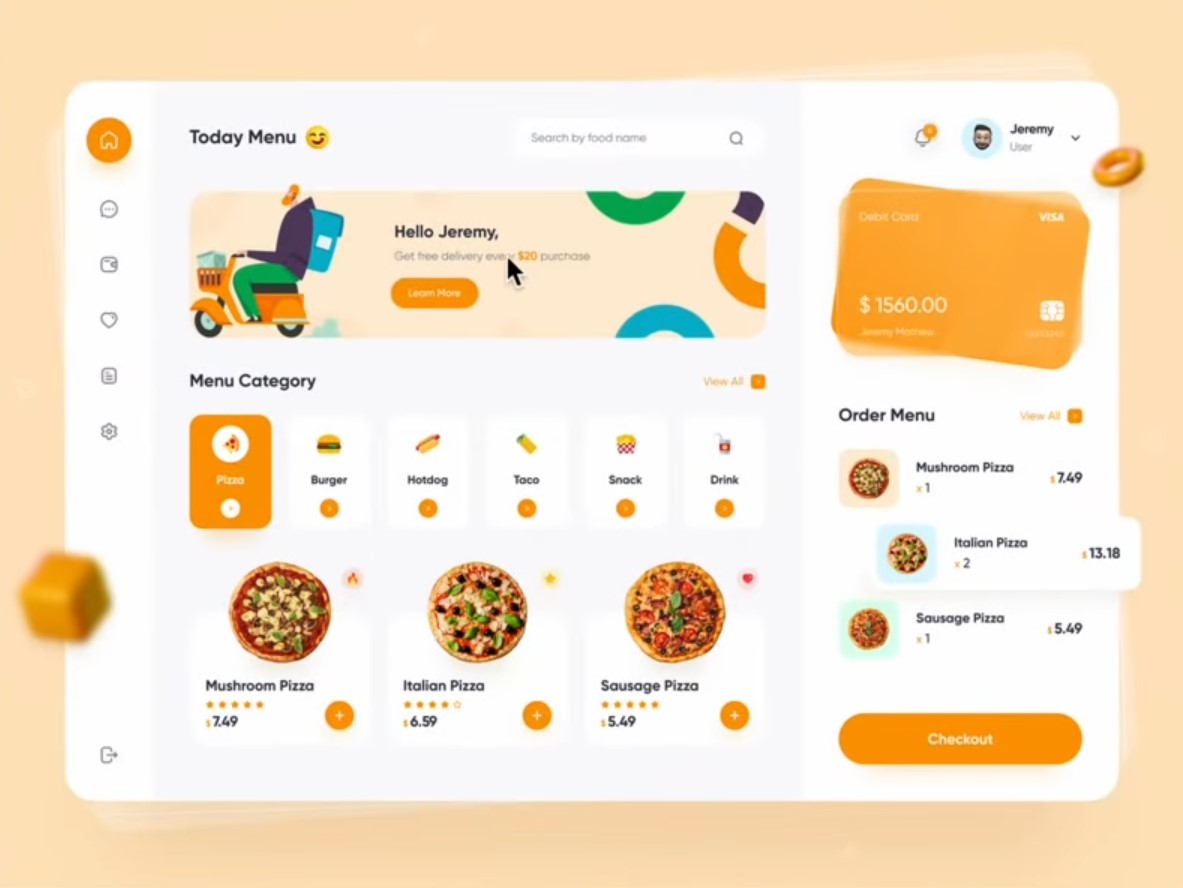 Today Menu
Search by food name
Jeremy
User
Hello Jeremy,
Get free delivery every $20 purchase
Learn More
Debit Card
VISA
$ 1560.00
Jeremy Mathew
Menu Category
View All
Pizza
Burger
Hotdog
Taco
Snack
Drink
Mushroom Pizza
$ 7.49
Italian Pizza
$ 6.59
Sausage Pizza
$ 5.49
Order Menu
View All
Mushroom Pizza
x 1
$ 7.49
Italian Pizza
x 2
$ 13.18
Sausage Pizza
x 1
$ 5.49
Checkout